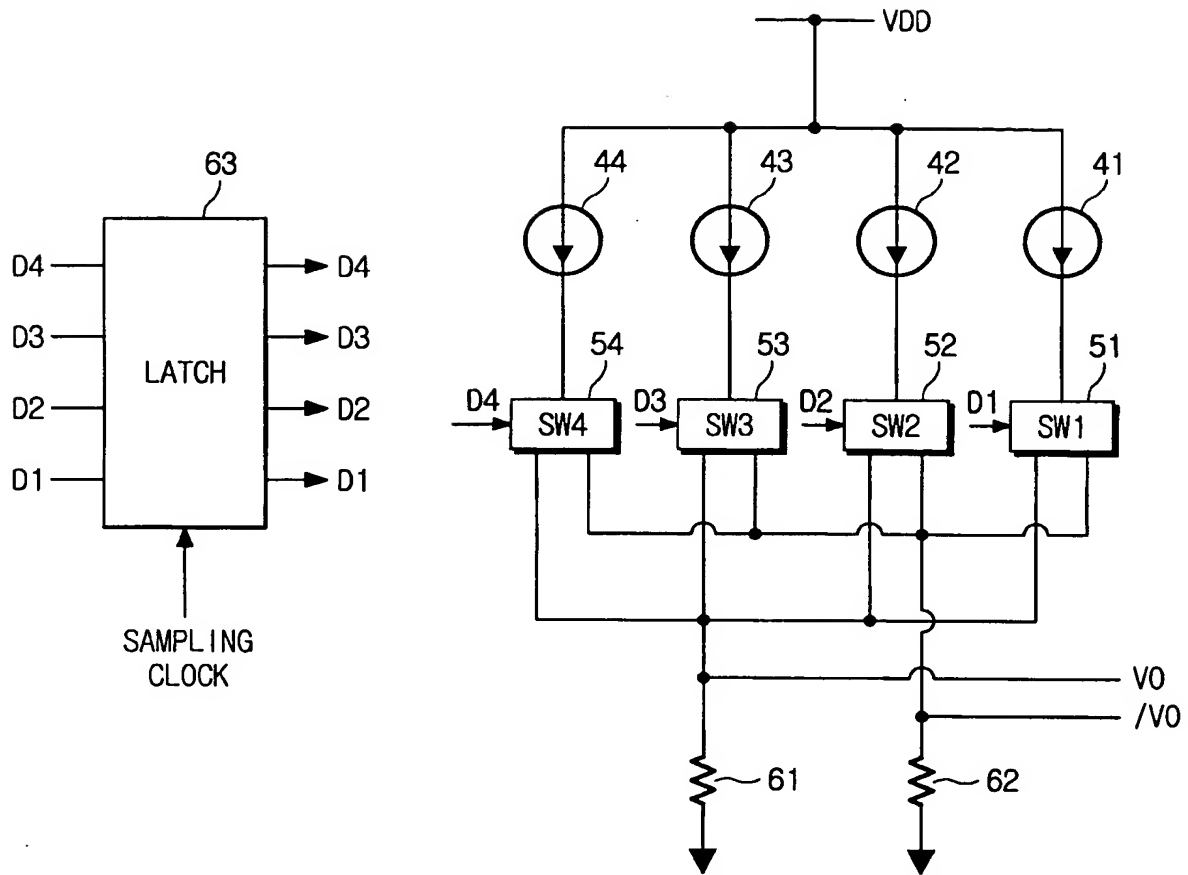 VDD
63
44
43
42
41
D4
D4
D3
D3
LATCH
D2
D2
D1
D1
54
53
52
51
D4
SW4
D3
SW3
D2
SW2
D1
SW1
SAMPLING
CLOCK
VO
/VO
61
62